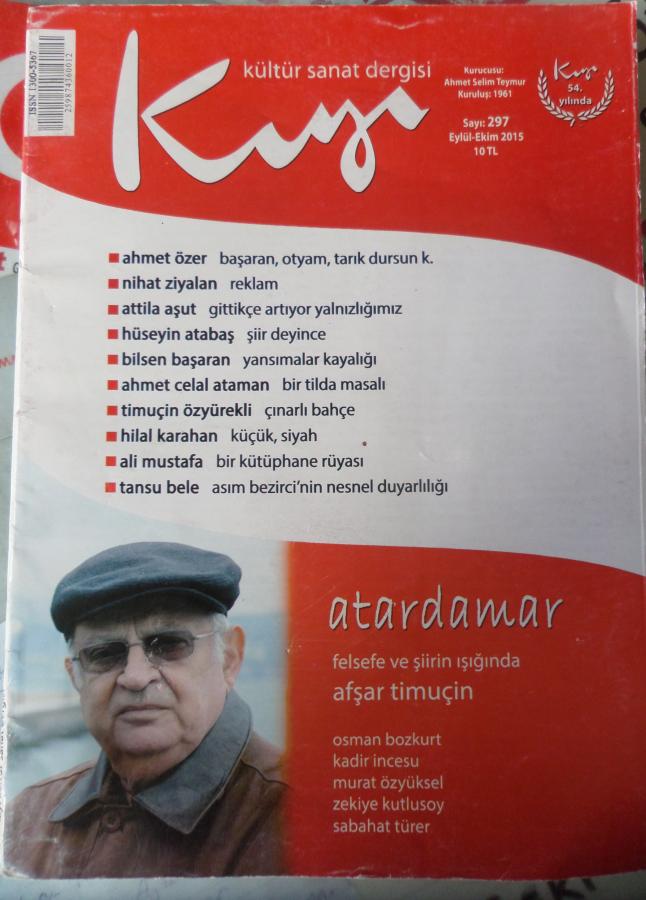 ISSN 1300-5367
259874360012
kültür sanat dergisi
Kıyı
Kurucusu:
Ahmet Selim Teymur
Kuruluş: 1961
Sayı: 297
Eylül-Ekim 2015
10 TL
Kıyı
54.
yılında
ahmet özer başaran, otyam, tarık dursun k.
nihat ziyalan reklam
attila aşut gittikçe artıyor yalnızlığımız
hüseyin atabaş şiir deyince
bilsen başaran yansımalar kayalığı
ahmet celal ataman bir tilda masalı
timuçin özyürekli çınarlı bahçe
hilal karahan küçük, siyah
ali mustafa bir kütüphane rüyası
tansu bele asım bezirci'nin nesnel duyarlılığı
atardamar
felsefe ve şiirin ışığında
afşar timuçin
osman bozkurt
kadir incesu
murat özyüksel
zekiye kutlusoy
sabahat türer